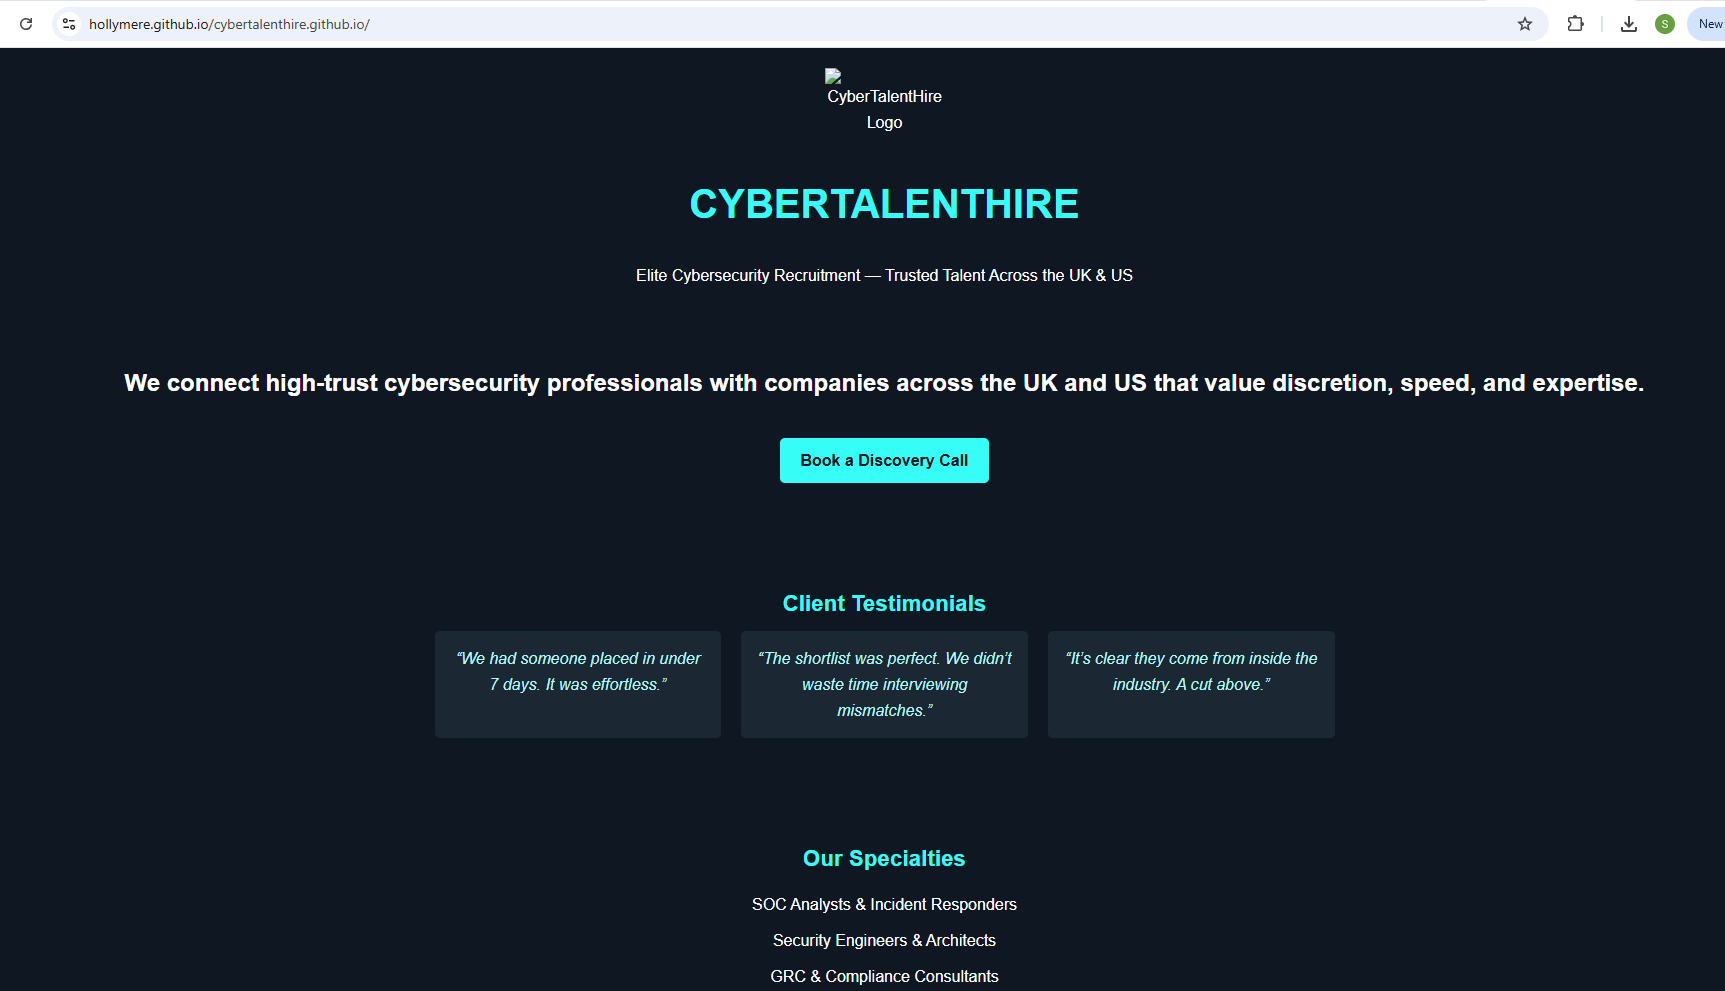 hollymere.github.io/cybertalenthire.github.io/
S
New
CyberTalentHire
Logo
CYBERTALENTHIRE
Elite Cybersecurity Recruitment — Trusted Talent Across the UK & US
We connect high-trust cybersecurity professionals with companies across the UK and US that value discretion, speed, and expertise.
Book a Discovery Call
Client Testimonials
“We had someone placed in under
7 days. It was effortless.”
“The shortlist was perfect. We didn’t
waste time interviewing
mismatches.”
“It’s clear they come from inside the
industry. A cut above.”
Our Specialties
SOC Analysts & Incident Responders
Security Engineers & Architects
GRC & Compliance Consultants